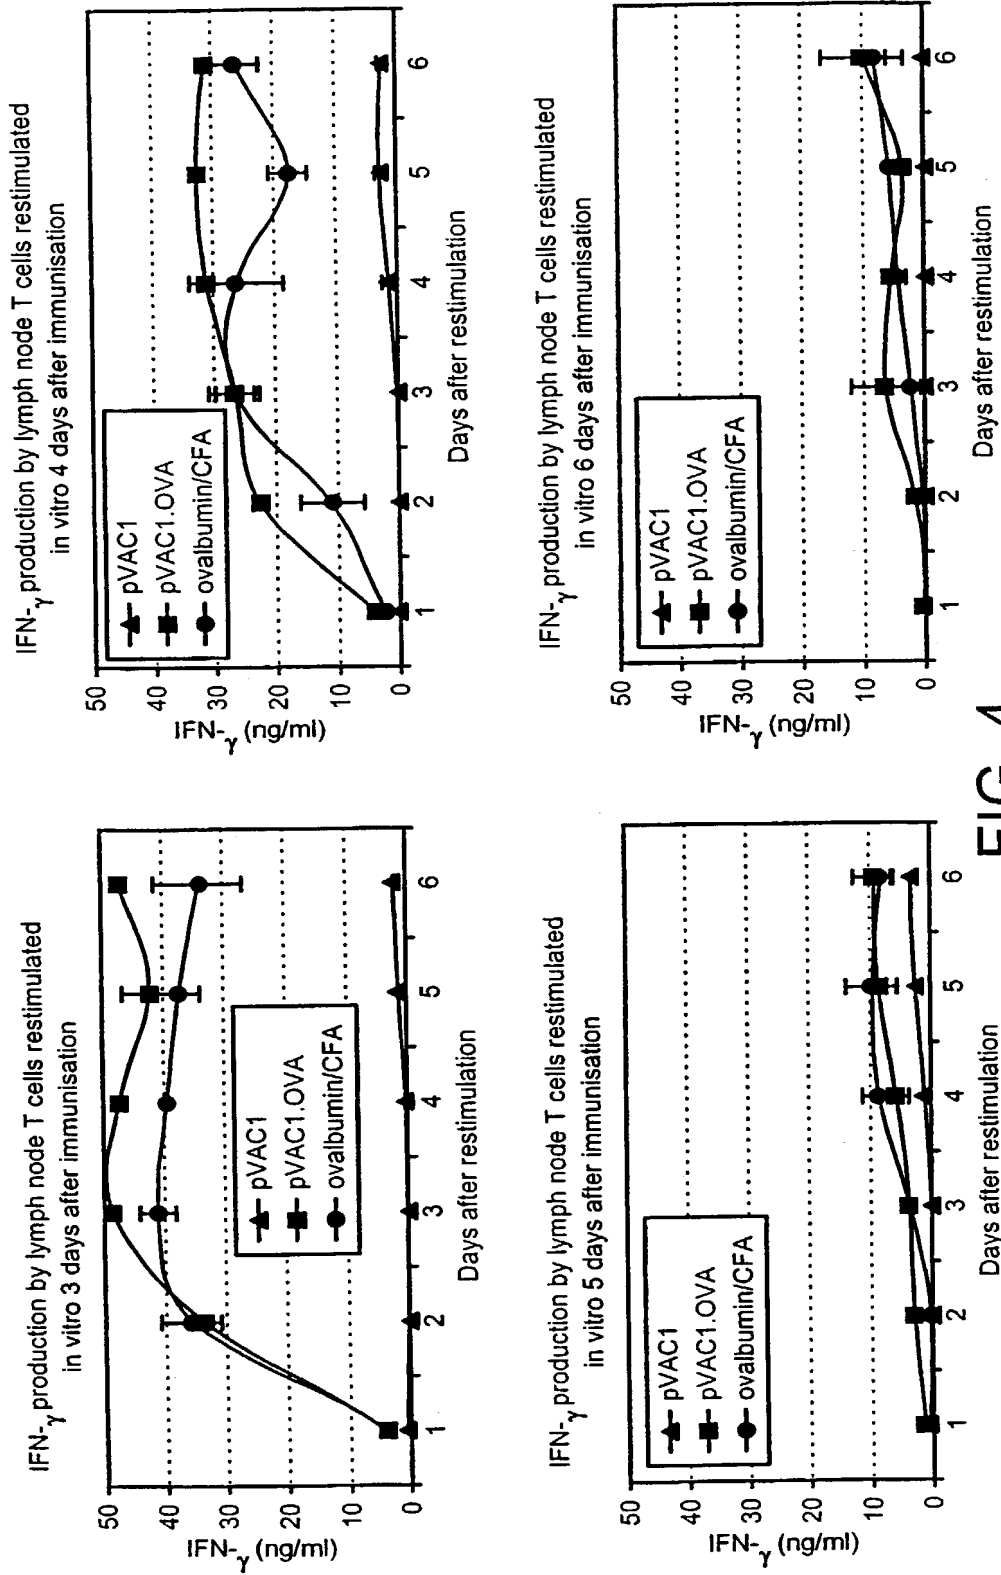 IFN-γ production by lymph node T cells restimulated
in vitro 3 days after immunisation
IFN-γ (ng/ml)
50
40
30
20
10
0
pVAC1
pVAC1.OVA
ovalbumin/CFA
1 2 3 4 5 6
Days after restimulation
IFN-γ production by lymph node T cells restimulated
in vitro 4 days after immunisation
IFN-γ (ng/ml)
50
40
30
20
10
0
pVAC1
pVAC1.OVA
ovalbumin/CFA
1 2 3 4 5 6
Days after restimulation
IFN-γ production by lymph node T cells restimulated
in vitro 5 days after immunisation
IFN-γ (ng/ml)
50
40
30
20
10
0
pVAC1
pVAC1.OVA
ovalbumin/CFA
1 2 3 4 5 6
Days after restimulation
IFN-γ production by lymph node T cells restimulated
in vitro 6 days after immunisation
IFN-γ (ng/ml)
50
40
30
20
10
0
pVAC1
pVAC1.OVA
ovalbumin/CFA
1 2 3 4 5 6
Days after restimulation
FIG. 4